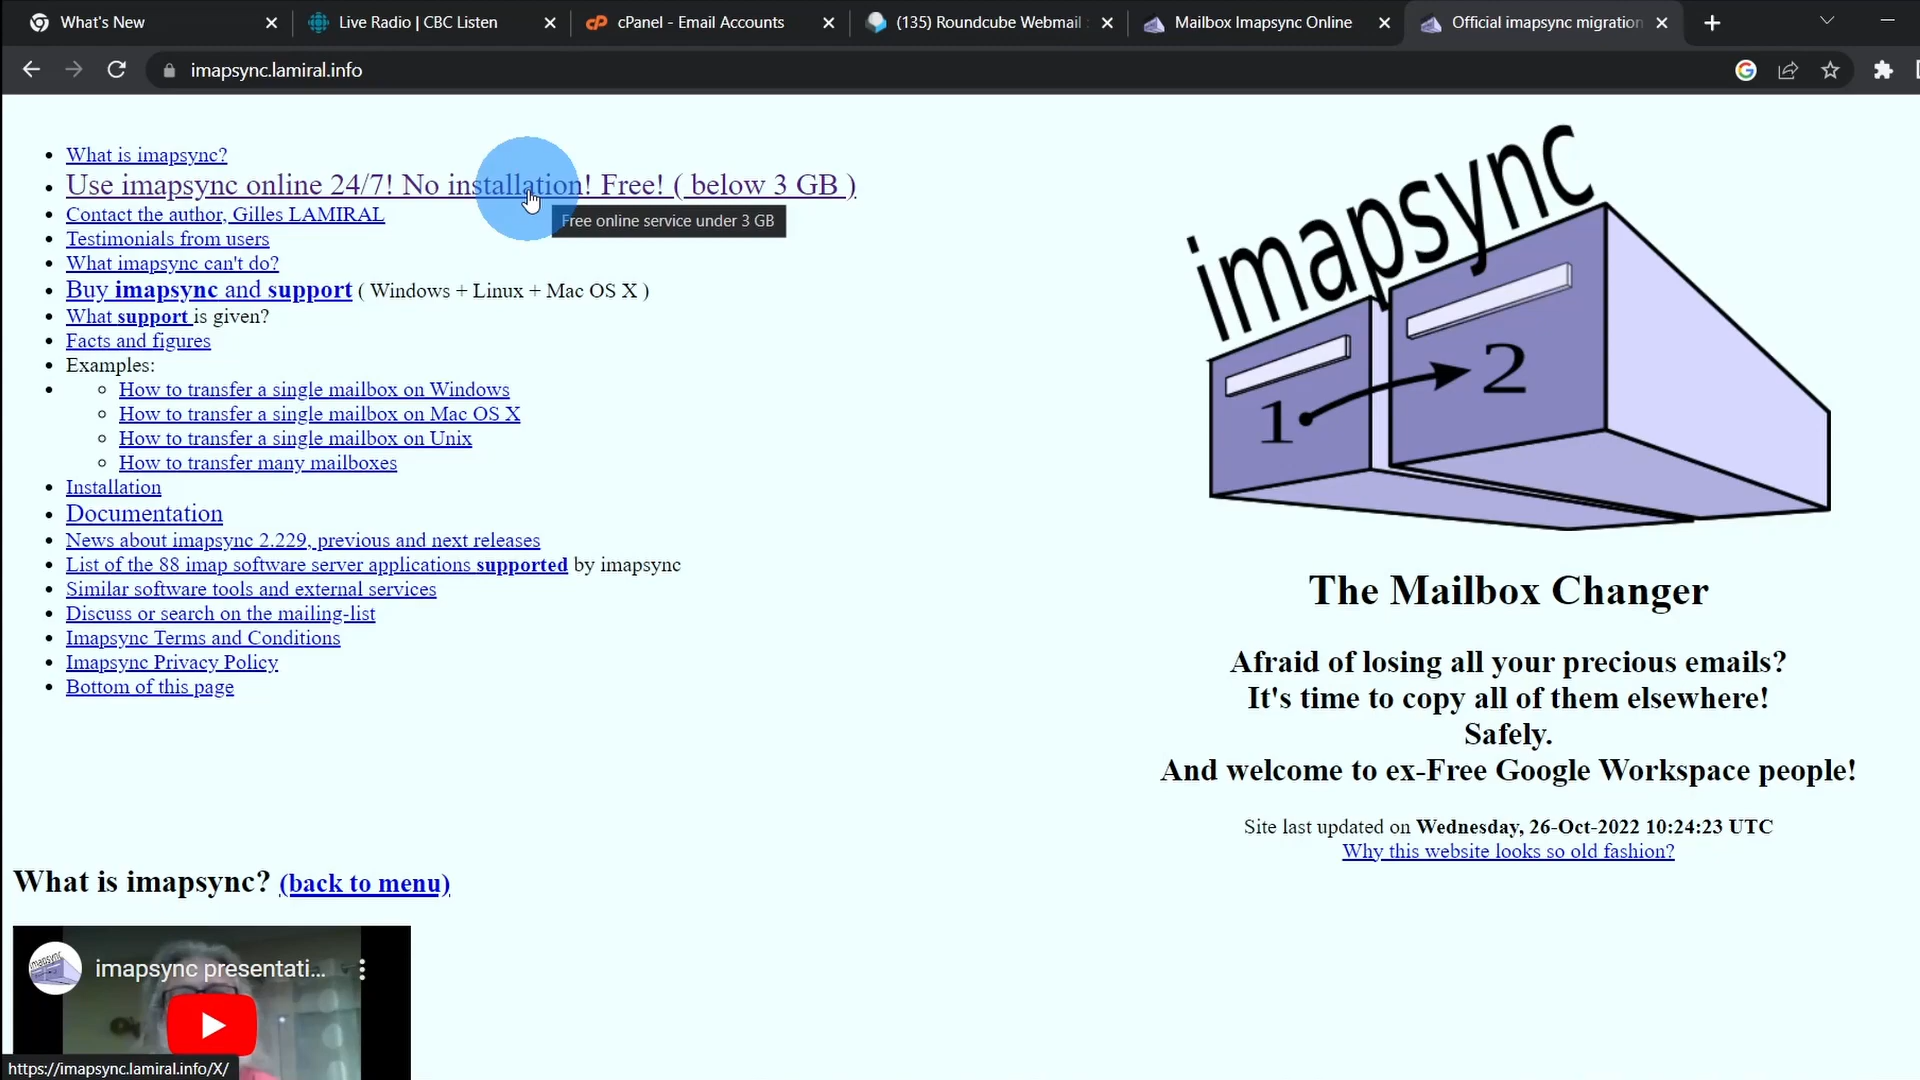 What's New
Live Radio | CBC Listen
cPanel - Email Accounts
(135) Roundcube Webmail :
Mailbox Imapsync Online
Official imapsync migration
imapsync.lamiral.info
What is imapsync?
Use imapsync online 24/7! No installation! Free! ( below 3 GB )
Free online service under 3 GB
Contact the author, Gilles LAMIRAL
Testimonials from users
What imapsync can't do?
Buy imapsync and support ( Windows + Linux + Mac OS X )
What support is given?
Facts and figures
Examples:
How to transfer a single mailbox on Windows
How to transfer a single mailbox on Mac OS X
How to transfer a single mailbox on Unix
How to transfer many mailboxes
Installation
Documentation
News about imapsync 2.229, previous and next releases
List of the 88 imap software server applications supported by imapsync
Similar software tools and external services
Discuss or search on the mailing-list
Imapsync Terms and Conditions
Imapsync Privacy Policy
Bottom of this page
imapsync
1 2
The Mailbox Changer
Afraid of losing all your precious emails?
It's time to copy all of them elsewhere!
Safely.
And welcome to ex-Free Google Workspace people!
Site last updated on Wednesday, 26-Oct-2022 10:24:23 UTC
Why this website looks so old fashion?
What is imapsync? (back to menu)
imapsync
imapsync presentati...
https://imapsync.lamiral.info/X/